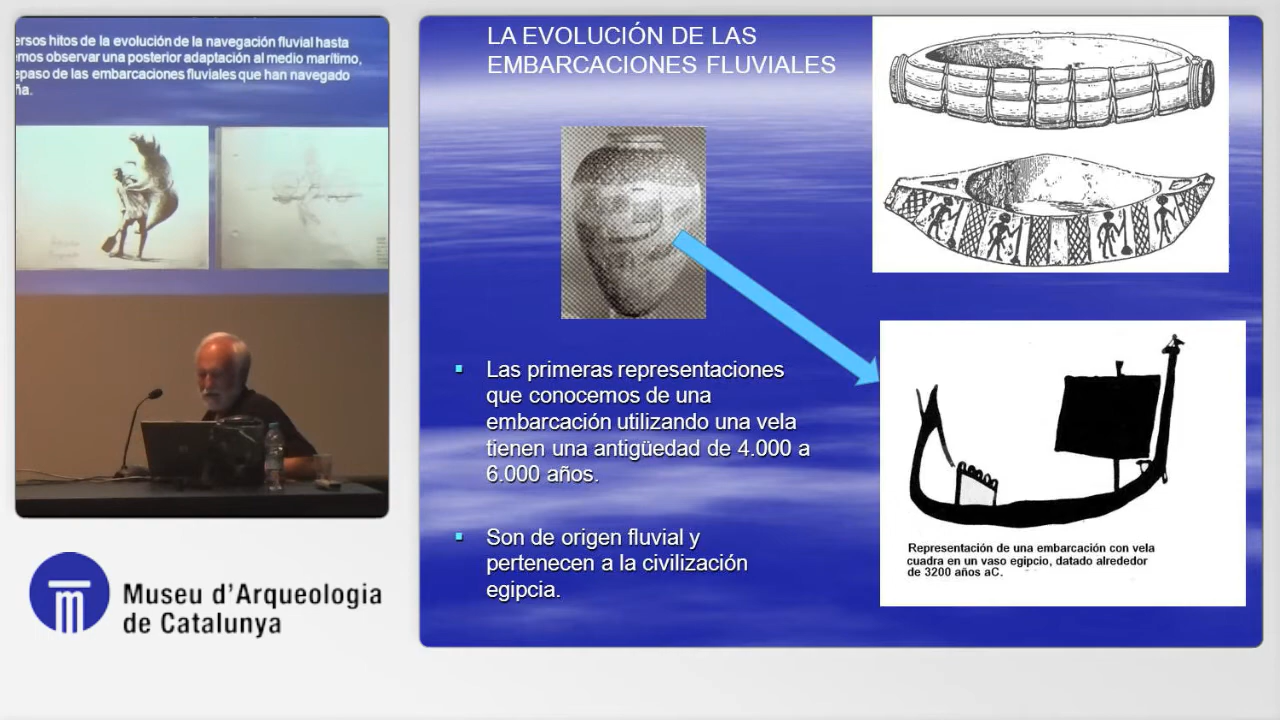 ersos hitos de la evolución de la navegación fluvial hasta
emos observar una posterior adaptación al medio marítimo,
epaso de las embarcaciones fluviales que han navegado
ña.
LA EVOLUCIÓN DE LAS
EMBARCACIONES FLUVIALES
Las primeras representaciones
que conocemos de una
embarcación utilizando una vela
tienen una antigüedad de 4.000 a
6.000 años.
Son de origen fluvial y
pertenecen a la civilización
egipcia.
Representación de una embarcación con vela
cuadra en un vaso egipcio, datado alrededor
de 3200 años aC.
Museu d'Arqueologia
de Catalunya